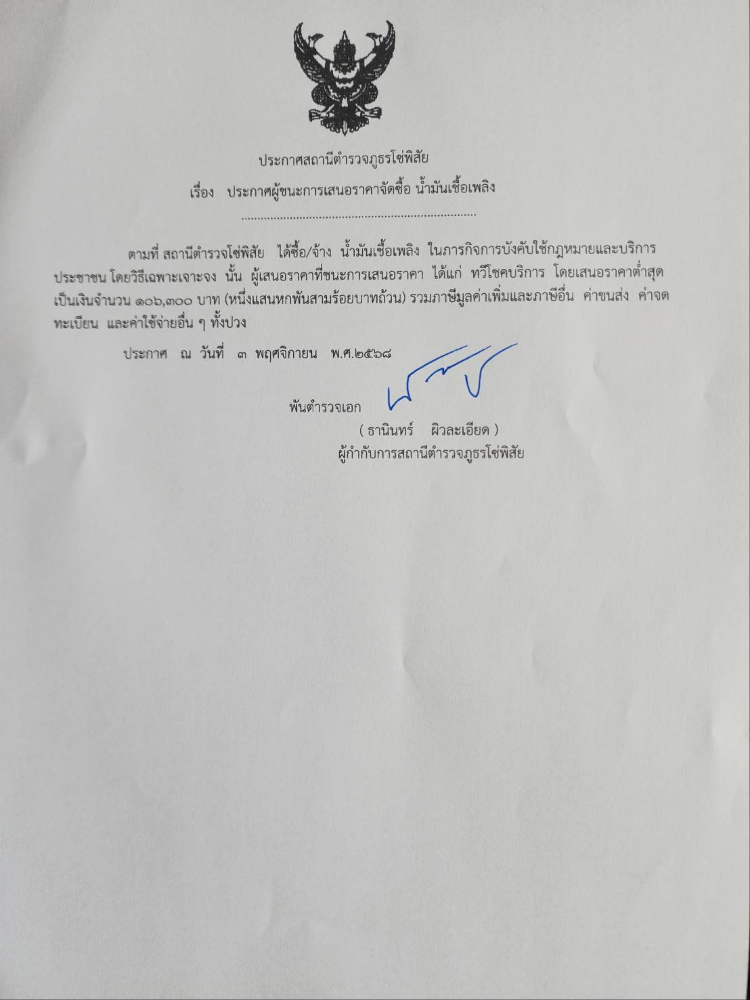 ประกาศสถานีตำรวจภูธรโซ่พิสัย
เรื่อง ประกาศผู้ชนะการเสนอราคาจัดซื้อ น้ำมันเชื้อเพลิง
ตามที่ สถานีตำรวจโซ่พิสัย ได้ซื้อ/จ้าง น้ำมันเชื้อเพลิง ในภารกิจการบังคับใช้กฎหมายและบริการ
ประชาชน โดยวิธีเฉพาะเจาะจง นั้น ผู้เสนอราคาที่ชนะการเสนอราคา ได้แก่ ทวีโชคบริการ โดยเสนอราคาต่ำสุด
เป็นเงินจำนวน ๑๐๖,๓๐๐ บาท (หนึ่งแสนหกพันสามร้อยบาทถ้วน) รวมภาษีมูลค่าเพิ่มและภาษีอื่น ค่าขนส่ง ค่าจด
ทะเบียน และค่าใช้จ่ายอื่น ๆ ทั้งปวง
ประกาศ ณ วันที่ ๓ พฤศจิกายน พ.ศ.๒๕๖๘
พันตำรวจเอก
( ธานินทร์ ผิวละเอียด )
ผู้กำกับการสถานีตำรวจภูธรโซ่พิสัย